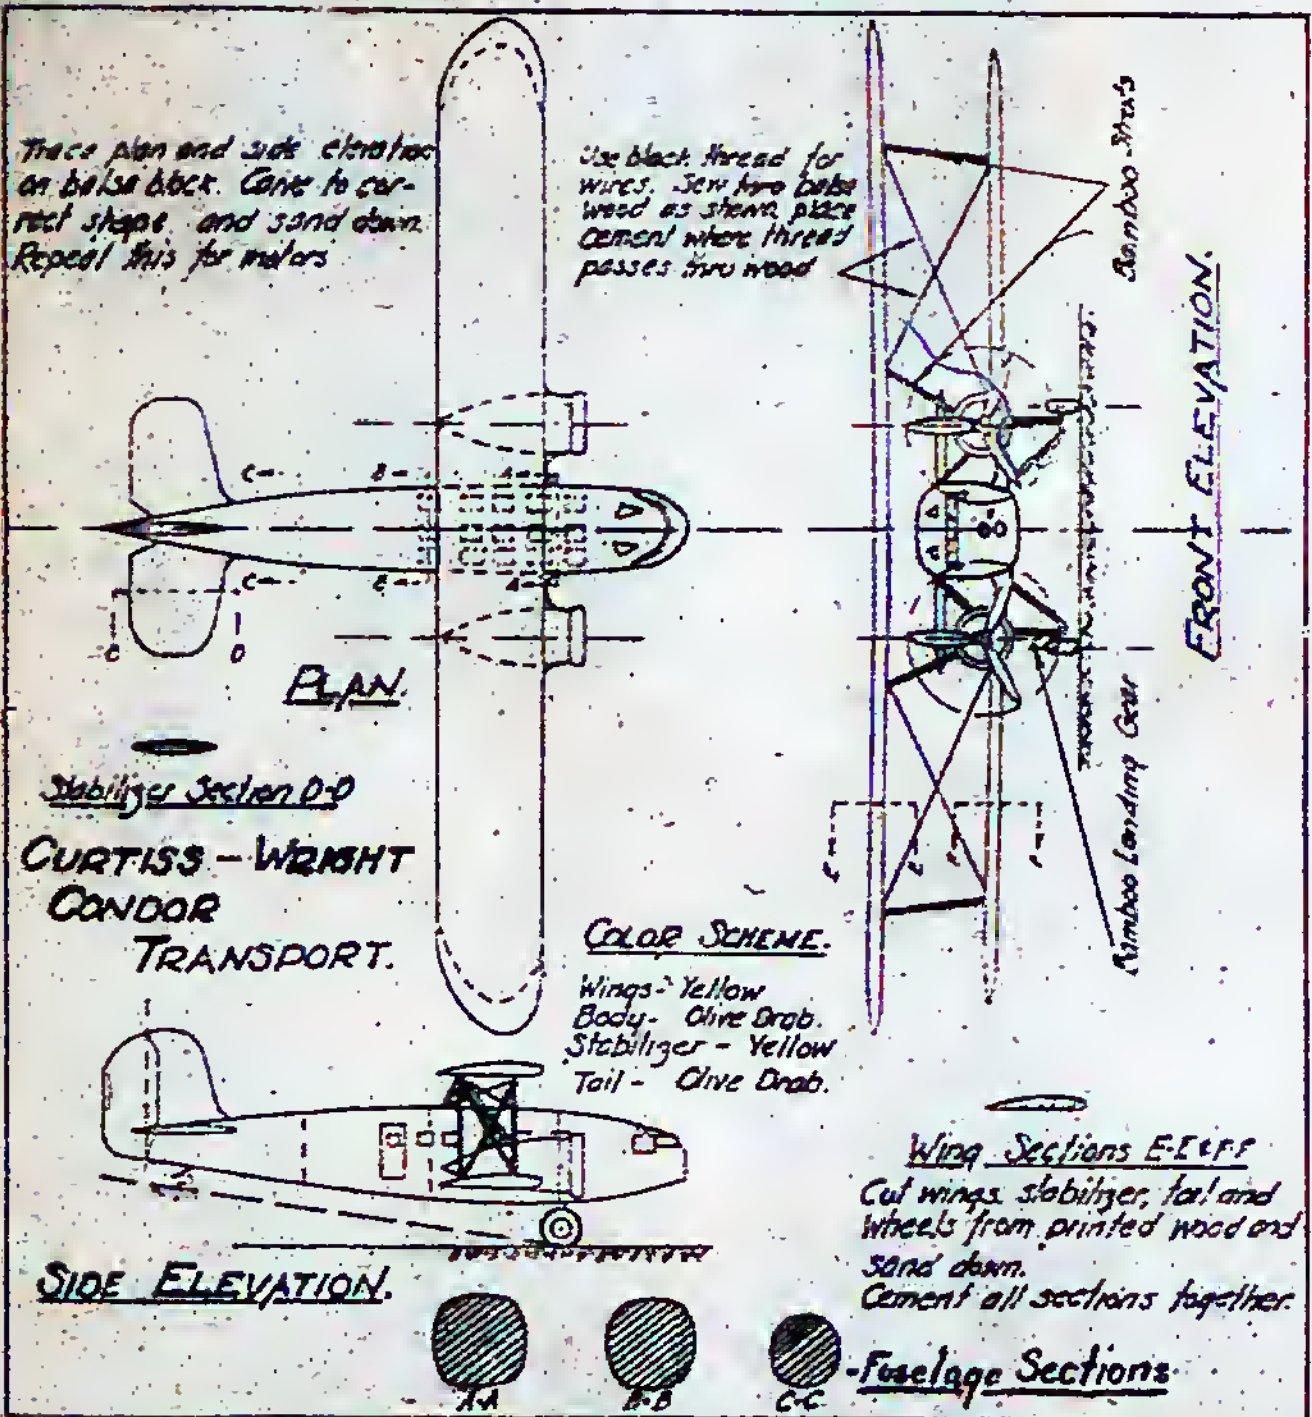 Trace plan and side elevation
on balsa block. Carve to cor-
rect shape and sand down.
Repeat this for motors
Use black thread for
wires. Sew thru balsa
wood as shown place
cement where thread
passes thru wood
Bamboo Struts
FRONT ELEVATION.
C
B
A
C
B
A
D
D
PLAN.
Stabilizer Section D-D
CURTISS-WRIGHT
CONDOR
TRANSPORT.
Bamboo Landing Gear
E
E
F
F
COLOR SCHEME.
Wings- Yellow
Body- Olive Drab.
Stabilizer - Yellow
Tail - Olive Drab.
Wing Sections E-E & F-F
Cut wings stabilizer, tail and
wheels from printed wood and
sand down.
Cement all sections together.
SIDE ELEVATION.
A-A
B-B
C-C
-Fuselage Sections